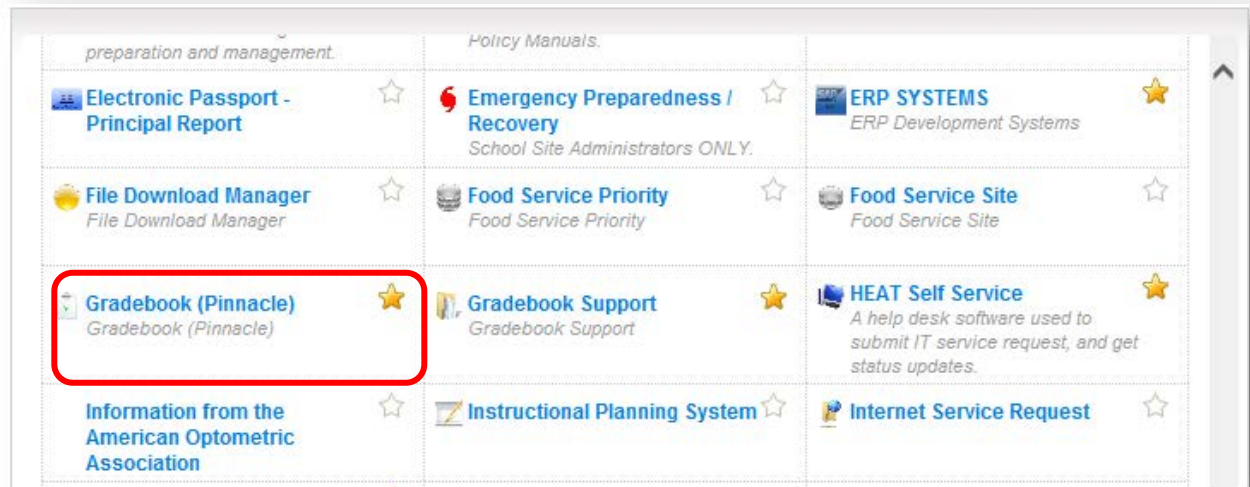 preparation and management.
Policy Manuals.
Electronic Passport -
Principal Report
Emergency Preparedness /
Recovery
School Site Administrators ONLY.
ERP SYSTEMS
ERP Development Systems
File Download Manager
File Download Manager
Food Service Priority
Food Service Priority
Food Service Site
Food Service Site
Gradebook (Pinnacle)
Gradebook (Pinnacle)
Gradebook Support
Gradebook Support
HEAT Self Service
A help desk software used to
submit IT service request, and get
status updates.
Information from the
American Optometric
Association
Instructional Planning System
Internet Service Request